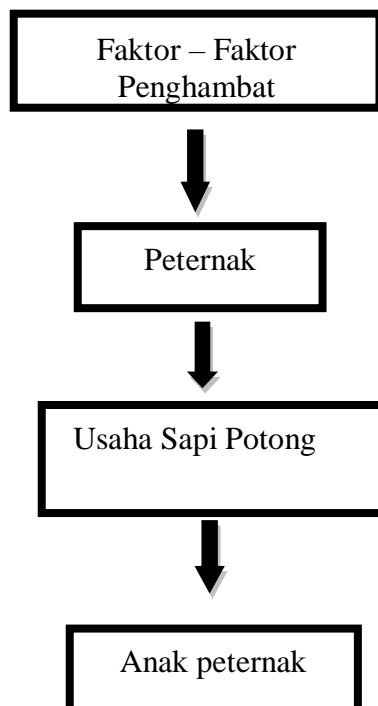 Faktor – Faktor
Penghambat
Peternak
Usaha Sapi Potong
Anak peternak